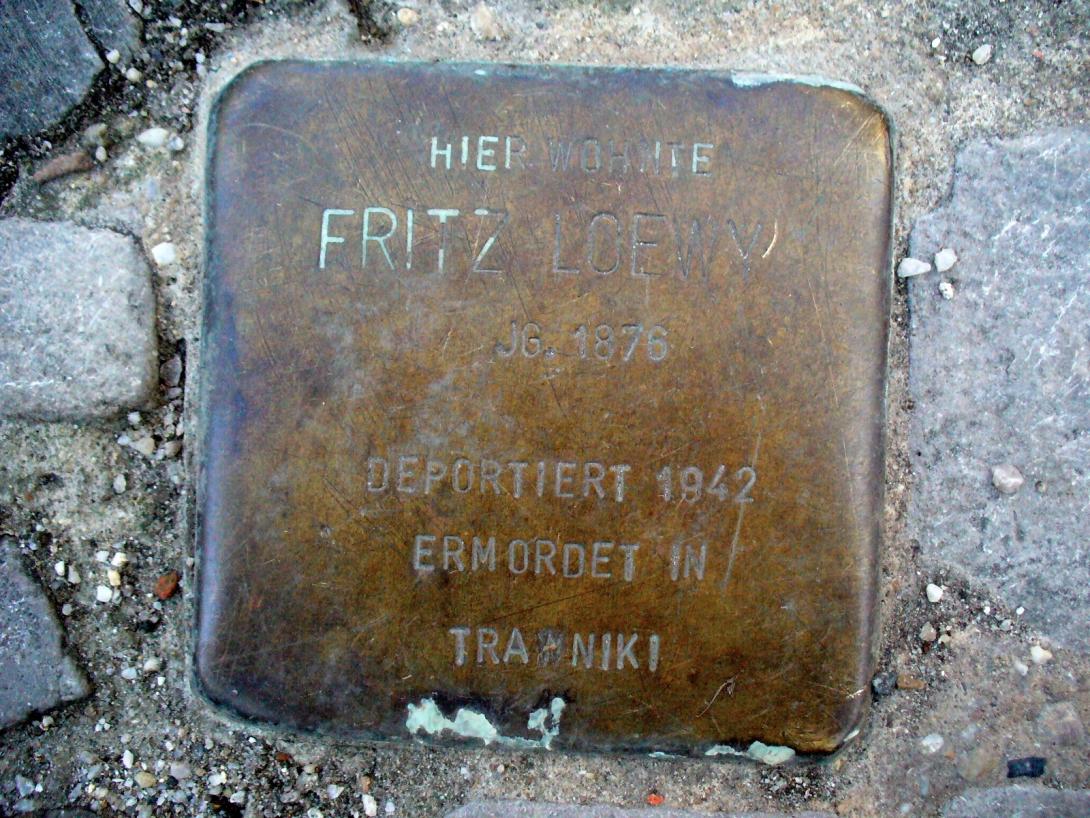 HIER WOHNTE
FRITZ LOEWY
JG. 1876
DEPORTIERT 1942
ERMORDET IN
TRAWNIKI